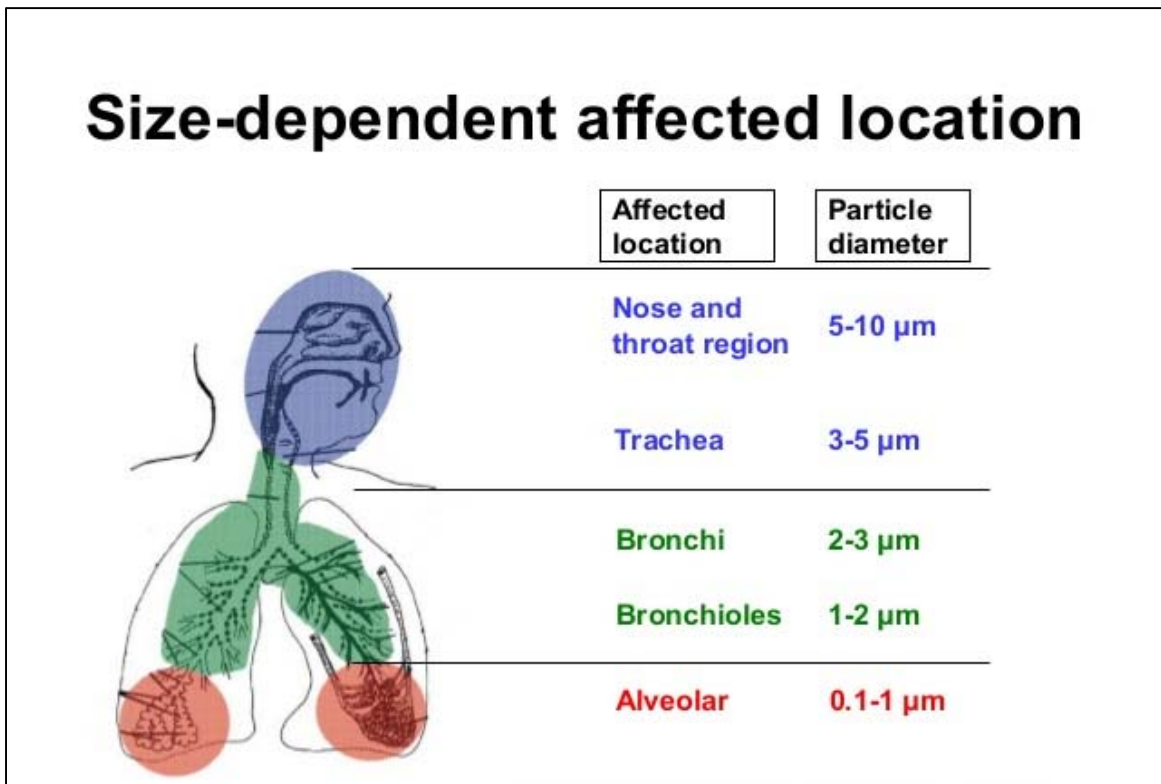 Size-dependent affected location
Affected
location
Particle
diameter
Nose and
throat region
5-10 µm
Trachea
3-5 µm
Bronchi
2-3 µm
Bronchioles
1-2 µm
Alveolar
0.1-1 µm